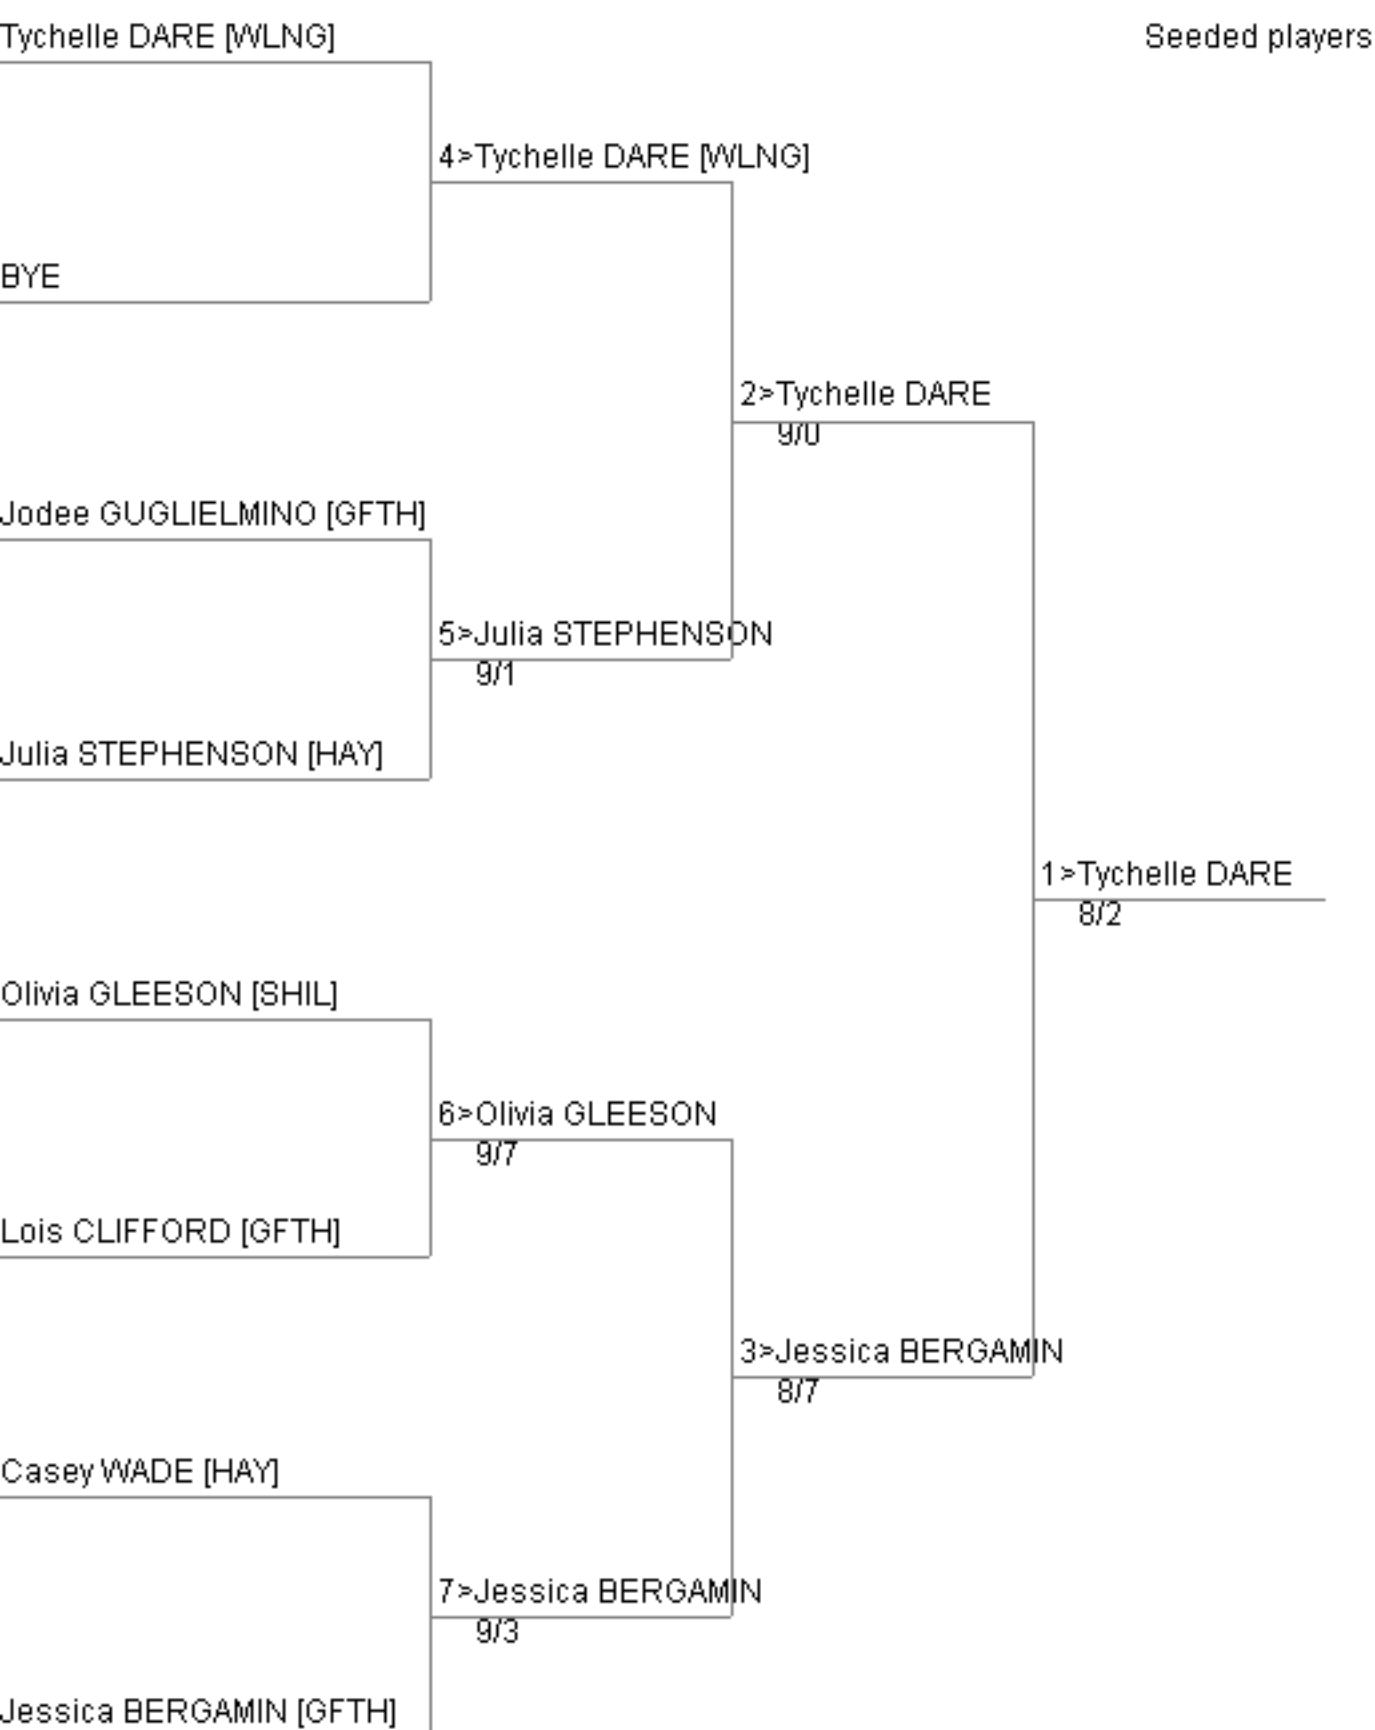 Tychelle DARE [WLNG]
Seeded players
4>Tychelle DARE [WLNG]
BYE
2>Tychelle DARE
9/0
Jodee GUGLIELMINO [GFTH]
5>Julia STEPHENSON
9/1
Julia STEPHENSON [HAY]
1>Tychelle DARE
8/2
Olivia GLEESON [SHIL]
6>Olivia GLEESON
9/7
Lois CLIFFORD [GFTH]
3>Jessica BERGAMIN
8/7
Casey WADE [HAY]
7>Jessica BERGAMIN
9/3
Jessica BERGAMIN [GFTH]